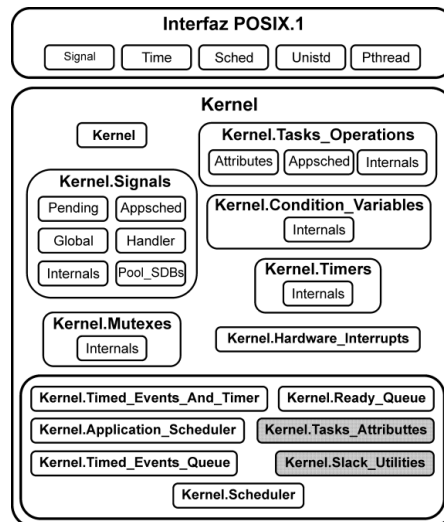 Interfaz POSIX.1
Signal Time Sched Unistd Pthread
Kernel
Kernel
Kernel.Tasks_Operations
Attributes Appsched Internals
Kernel.Signals
Pending Appsched
Global Handler
Internals Pool_SDBs
Kernel.Condition_Variables
Internals
Kernel.Timers
Internals
Kernel.Mutexes
Internals
Kernel.Hardware_Interrupts
Kernel.Timed_Events_And_Timer Kernel.Ready_Queue
Kernel.Application_Scheduler Kernel.Tasks_Attributtes
Kernel.Timed_Events_Queue Kernel.Slack_Utilities
Kernel.Scheduler